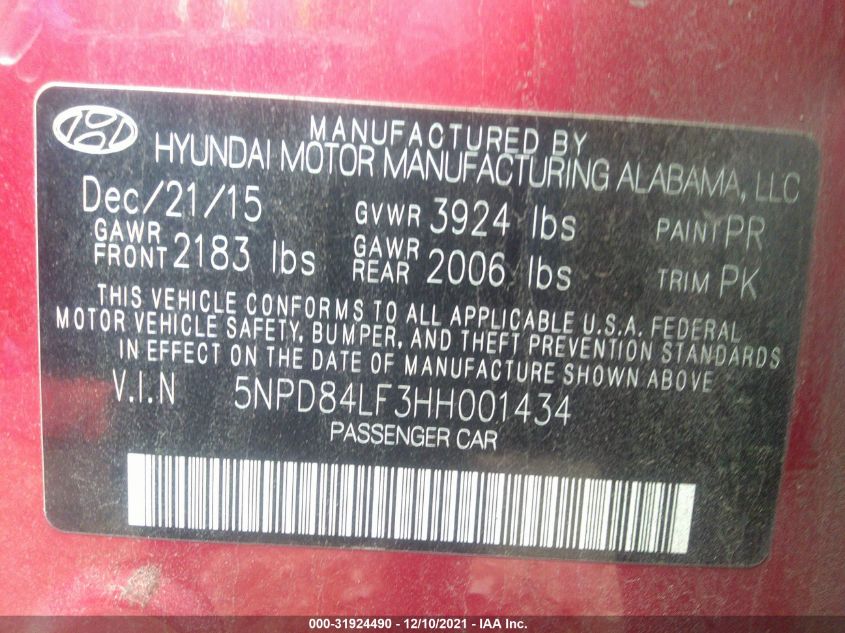 MANUFACTURED BY
HYUNDAI MOTOR MANUFACTURING ALABAMA, LLC
Dec/21/15 GVWR 3924 lbs PAINT PR
GAWR FRONT 2183 lbs GAWR REAR 2006 lbs TRIM PK
THIS VEHICLE CONFORMS TO ALL APPLICABLE U.S.A. FEDERAL
MOTOR VEHICLE SAFETY, BUMPER, AND THEFT PREVENTION STANDARDS
IN EFFECT ON THE DATE OF MANUFACTURE SHOWN ABOVE
V.I.N 5NPD84LF3HH001434
PASSENGER CAR
000-31924490 - 12/10/2021 - IAA Inc.